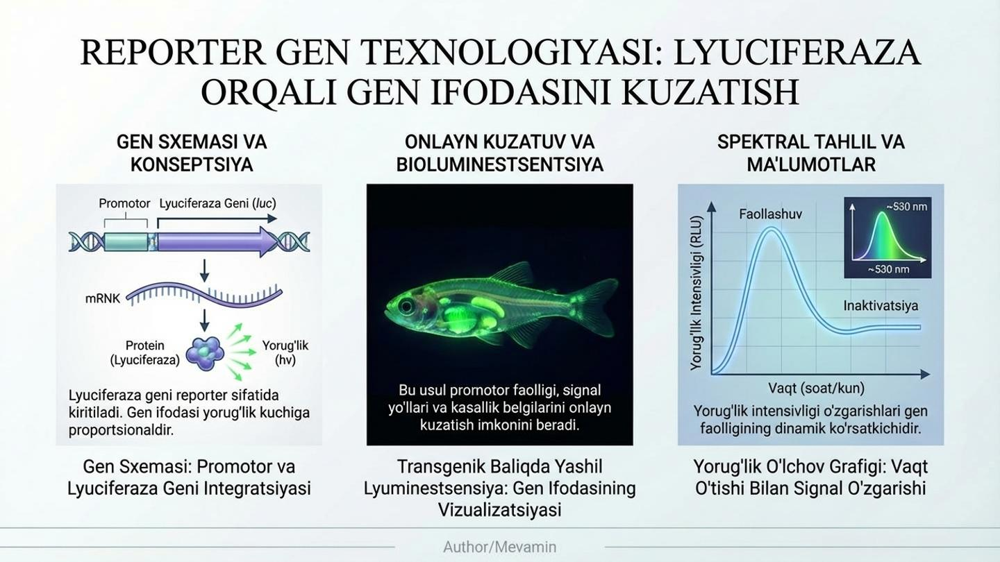 REPORTER GEN TEXNOLOGIYASI: LYUCIFERAZA
ORQALI GEN IFODASINI KUZATISH
GEN SXEMASI VA
KONSEPTSIYA
Promotor
Lyuciferaza Geni (luc)
mRNK
Protein
(Lyuciferaza)
Yorug'lik
(hv)
Lyuciferaza geni reporter sifatida
kiritiladi. Gen ifodasi yorug'lik kuchiga
proportsionaldir.
Gen Sxemasi: Promotor va
Lyuciferaza Geni Integratsiyasi
ONLAYN KUZATUV VA
BIOLUMINESTSENTSIYA
Bu usul promotor faolligi, signal
yo'llari va kasallik belgilarini onlayn
kuzatish imkonini beradi.
Transgenik Baliqda Yashil
Lyuminestsensiya: Gen Ifodasining
Vizualizatsiyasi
SPEKTRAL TAHLIL VA
MA'LUMOTLAR
Yorug'lik Intensivligi (RLU)
Faollashuv
~530 nm
~530 nm
Inaktivatsiya
Vaqt (soat/kun)
Yorug'lik intensivligi o'zgarishlari gen
faolligining dinamik ko'rsatkichidir.
Yorug'lik O'lchov Grafigi: Vaqt
O'tishi Bilan Signal O'zgarishi
Author/Mevamin